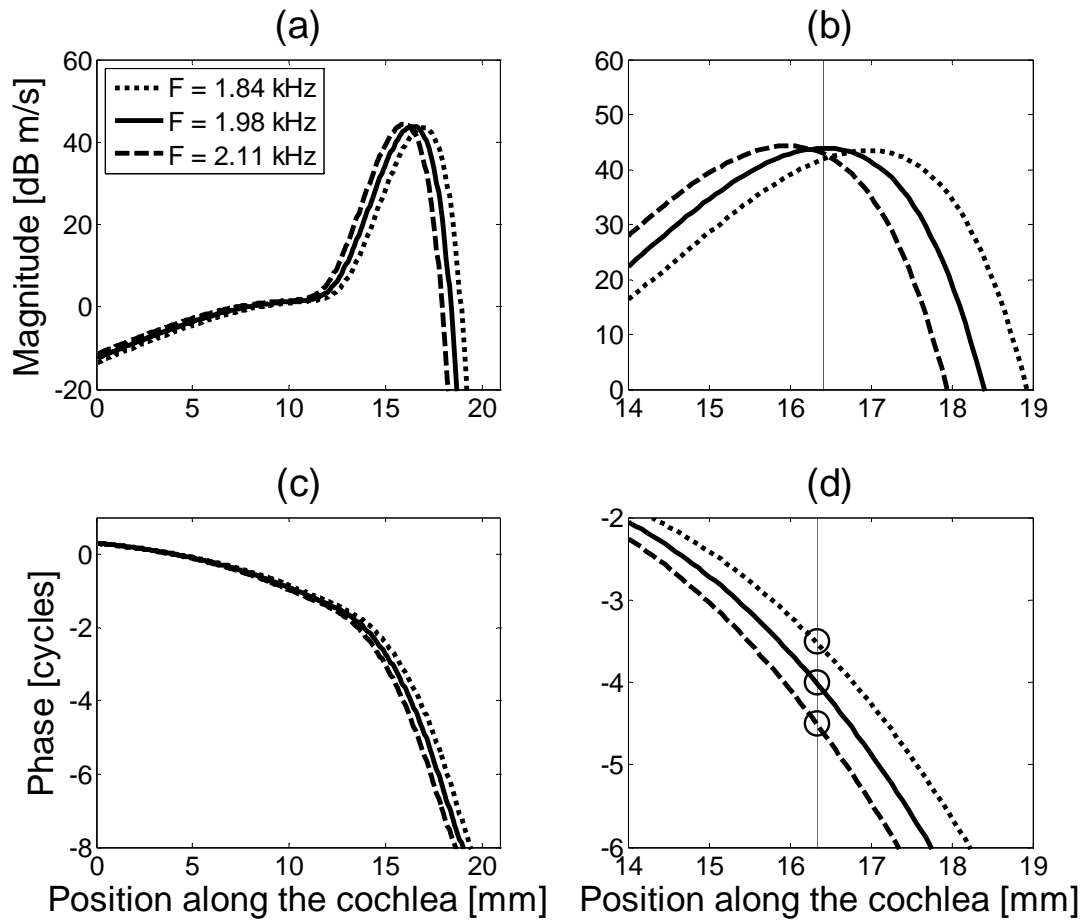 (a)
60
40
20
0
-20
Magnitude [dB m/s]
F = 1.84 kHz
F = 1.98 kHz
F = 2.11 kHz
0 5 10 15 20
(b)
60
50
40
30
20
10
0
14 15 16 17 18 19
(c)
0
-2
-4
-6
-8
Phase [cycles]
0 5 10 15 20
Position along the cochlea [mm]
(d)
-2
-3
-4
-5
-6
14 15 16 17 18 19
Position along the cochlea [mm]